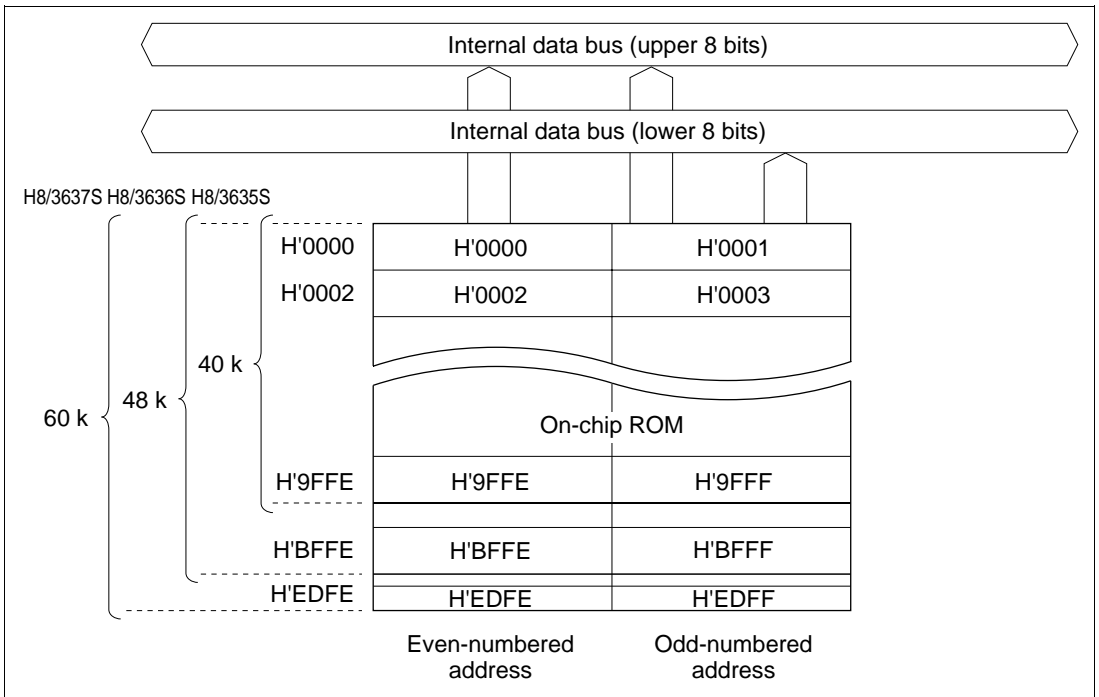 Internal data bus (upper 8 bits)
Internal data bus (lower 8 bits)
H8/3637S H8/3636S H8/3635S
H'0000 H'0000 H'0001
H'0002 H'0002 H'0003
40 k
48 k
60 k
On-chip ROM
H'9FFE H'9FFE H'9FFF
H'BFFE H'BFFE H'BFFF
H'EDFE H'EDFE H'EDFF
Even-numbered address
Odd-numbered address